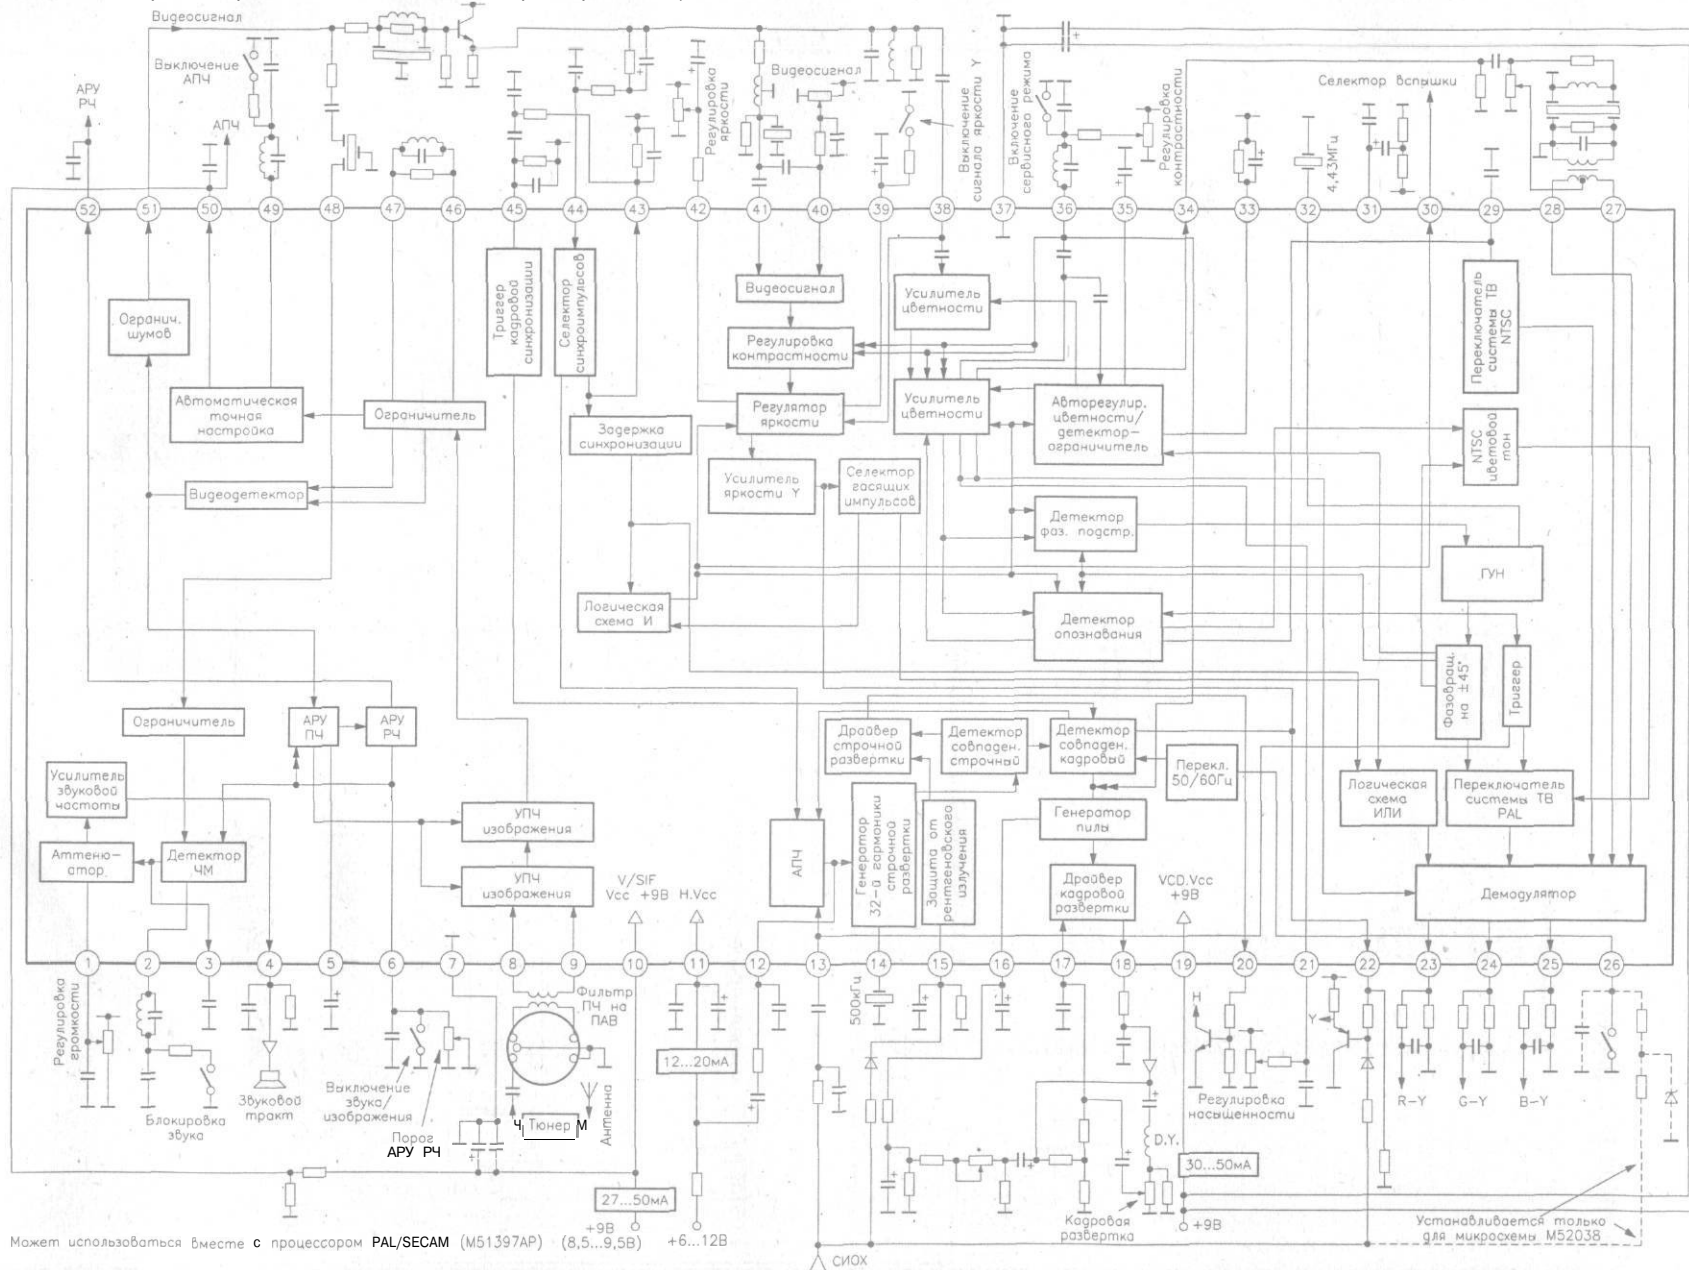 Видеосигнал
Выключение
АПЧ
АРУ
РЧ
АПЧ
Регулировка
яркости
Видеосигнал
Выключение
сигнала яркости Y
Включение
сервисного режима
Регулировка
контрастности
4,43МГц
Селектор вспышки
52
51
50
49
48
47
46
45
44
43
42
41
40
39
38
37
36
35
34
33
32
31
30
29
28
27
Огранич.
шумов
Триггер
кадровой
синхронизации
Селектор
синхроимпульсов
Видеосигнал
Усилитель
цветности
Переключатель
системы ТВ
NTSC
Регулировка
контрастности
Автоматическая
точная
настройка
Ограничитель
Задержка
синхронизации
Регулятор
яркости
Усилитель
цветности
Авторегулир.
цветности/
детектор-
ограничитель
NTSC
цветовой
тон
Видеодетектор
Усилитель
яркости Y
Селектор
гасящих
импульсов
Детектор
фаз. подстр.
ГУН
Логическая
схема И
Детектор
опознавания
Фазовращ.
на ±45°
Триггер
Ограничитель
АРУ
ПЧ
АРУ
РЧ
Драйвер
строчной
развертки
Детектор
совпаден.
строчный
Детектор
совпаден.
кадровый
Перекл.
50/60Гц
Усилитель
звуковой
частоты
УПЧ
изображения
Логическая
схема
ИЛИ
Переключатель
системы ТВ
PAL
АПЧ
Генератор
32-й гармоники
строчной
развертки
Защита от
рентгеновского
излучения
Генератор
пилы
Аттеню-
атор.
Детектор
ЧМ
УПЧ
изображения
V/SIF
Vcc +9В
H.Vcc
Драйвер
кадровой
развертки
VCD.Vcc
+9В
Демодулятор
1
2
3
4
5
6
7
8
9
10
11
12
13
14
15
16
17
18
19
20
21
22
23
24
25
26
Регулировка
громкости
Фильтр
ПЧ на
ПАВ
500кГц
H
Y
12...20мА
Блокировка
звука
Звуковой
тракт
Выключение
звука/
изображения
Порог
АРУ РЧ
Ч Тюнер М
Антенна
Регулировка
насыщенности
R-Y
G-Y
B-Y
D.Y.
30...50мА
27...50мА
Кадровая
развертка
+9В
Устанавливается только
для микросхемы М52038
+9В
(8,5...9,5В)
+6...12В
Может использоваться вместе с процессором PAL/SECAM (M51397AP)
СИОХ